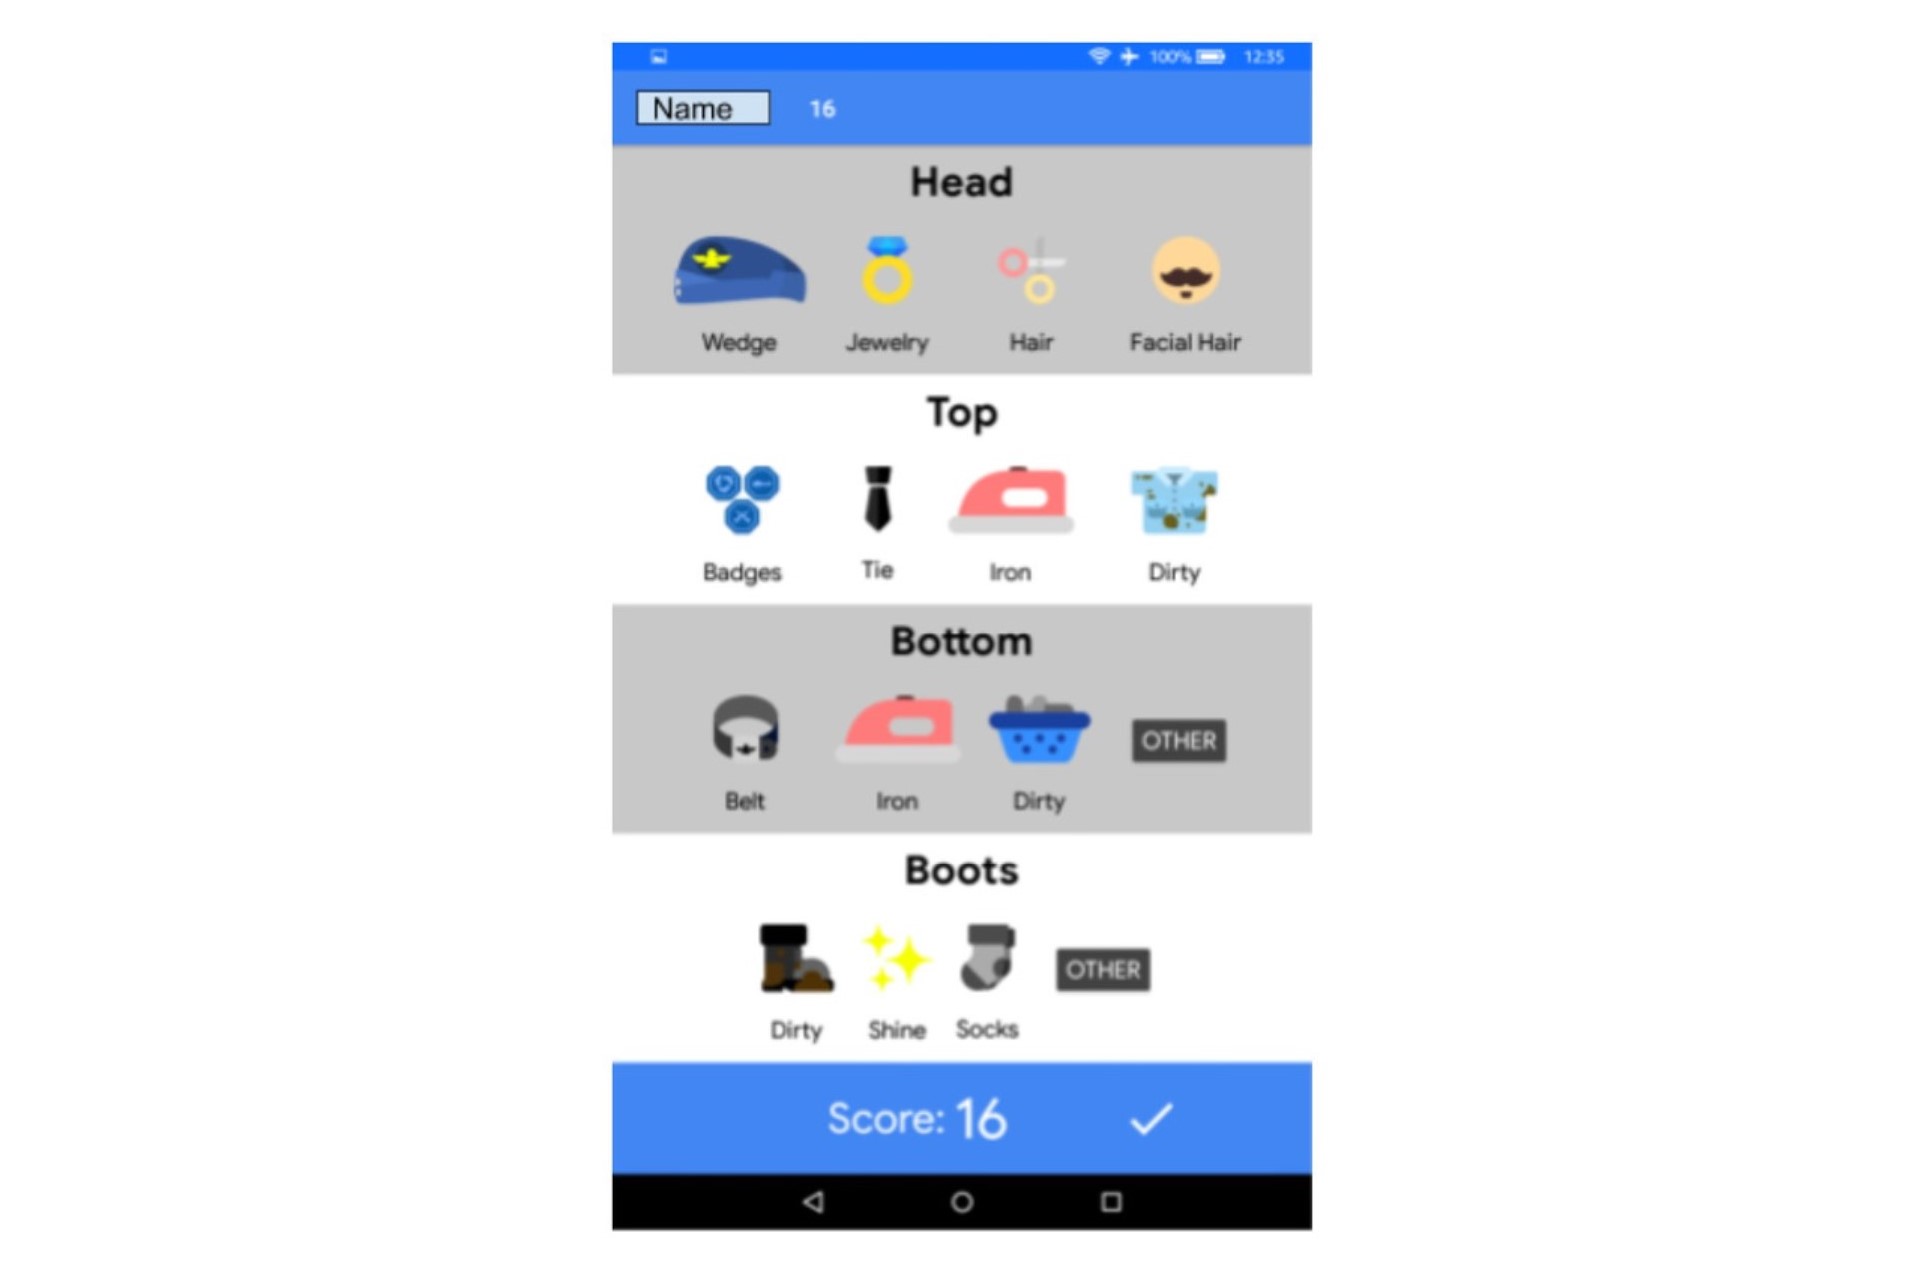 100% 12:35
Name 16
Head
Wedge Jewelry Hair Facial Hair
Top
Badges Tie Iron Dirty
Bottom
OTHER
Belt Iron Dirty
Boots
OTHER
Dirty Shine Socks
Score: 16